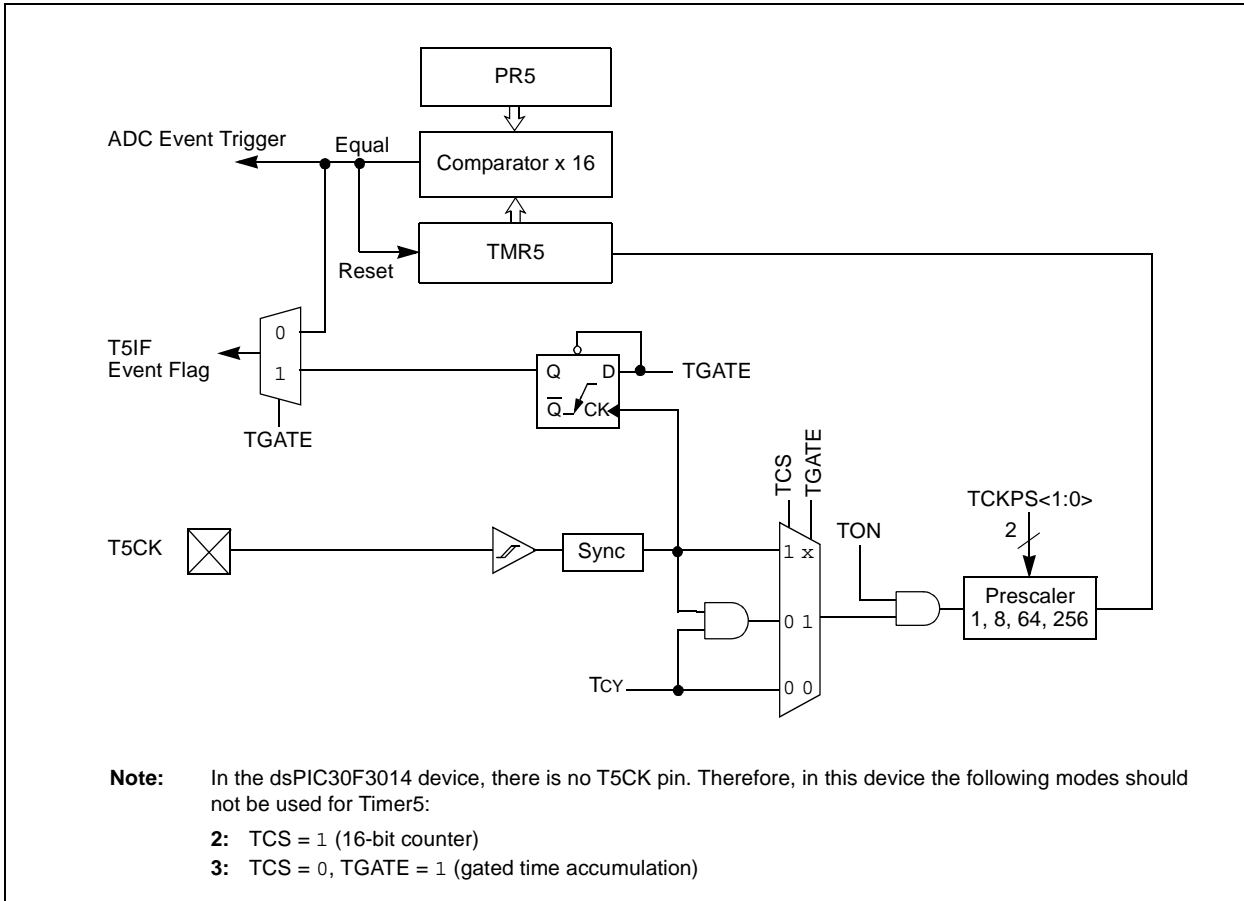 PR5
ADC Event Trigger
Equal
Comparator x 16
TMR5
Reset
0
T5IF
Event Flag
1
TGATE
Q D
Q CK
TGATE
TCS
TGATE
TCKPS<1:0>
2
TON
T5CK
Sync
1 x
Prescaler
1, 8, 64, 256
0 1
TCY
0 0
Note: In the dsPIC30F3014 device, there is no T5CK pin. Therefore, in this device the following modes should
not be used for Timer5:
2: TCS = 1 (16-bit counter)
3: TCS = 0, TGATE = 1 (gated time accumulation)